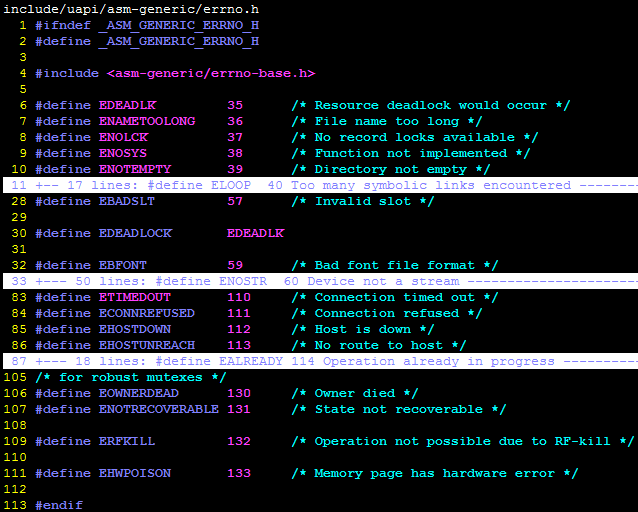 include/uapi/asm-generic/errno.h
1 #ifndef _ASM_GENERIC_ERRNO_H
2 #define _ASM_GENERIC_ERRNO_H
3
4 #include <asm-generic/errno-base.h>
5
6 #define EDEADLK 35 /* Resource deadlock would occur */
7 #define ENAMETOOLONG 36 /* File name too long */
8 #define ENOLCK 37 /* No record locks available */
9 #define ENOSYS 38 /* Function not implemented */
10 #define ENOTEMPTY 39 /* Directory not empty */
11 +-- 17 lines: #define ELOOP 40 Too many symbolic links encountered --------
28 #define EBADSLT 57 /* Invalid slot */
29
30 #define EDEADLOCK EDEADLK
31
32 #define EBFONT 59 /* Bad font file format */
33 +--- 50 lines: #define ENOSTR 60 Device not a stream ----------------------
83 #define ETIMEDOUT 110 /* Connection timed out */
84 #define ECONNREFUSED 111 /* Connection refused */
85 #define EHOSTDOWN 112 /* Host is down */
86 #define EHOSTUNREACH 113 /* No route to host */
87 +--- 18 lines: #define EALREADY 114 Operation already in progress ----------
105 /* for robust mutexes */
106 #define EOWNERDEAD 130 /* Owner died */
107 #define ENOTRECOVERABLE 131 /* State not recoverable */
108
109 #define ERFKILL 132 /* Operation not possible due to RF-kill */
110
111 #define EHWPOISON 133 /* Memory page has hardware error */
112
113 #endif